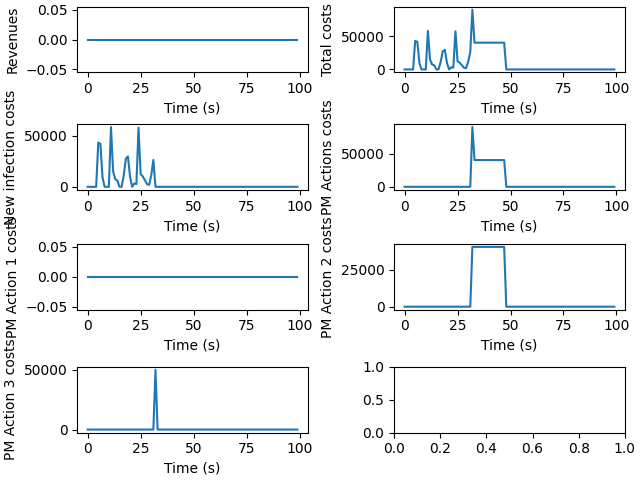 Revenues
0.05
0.00
−0.05
0 25 50 75 100
Time (s)
Total costs
50000
0
0 25 50 75 100
Time (s)
New infection costs
50000
0
0 25 50 75 100
Time (s)
PM Actions costs
50000
0
0 25 50 75 100
Time (s)
PM Action 1 costs
0.05
0.00
−0.05
0 25 50 75 100
Time (s)
PM Action 2 costs
25000
0
0 25 50 75 100
Time (s)
PM Action 3 costs
50000
0
0 25 50 75 100
Time (s)
1.0
0.5
0.0
0.0 0.2 0.4 0.6 0.8 1.0